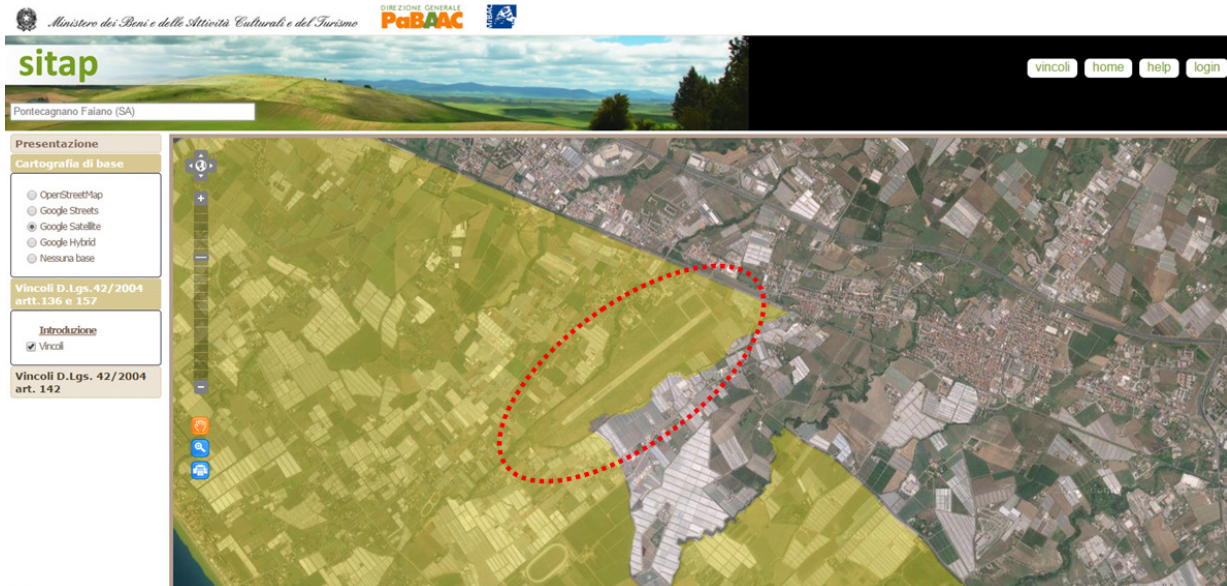 Ministero dei Beni e delle Attività Culturali e del Turismo
DIREZIONE GENERALE
PaBAAC
sitap
vincoli
home
help
login
Pontecagnano Faiano (SA)
Presentazione
Cartografia di base
OpenStreetMap
Google Streets
Google Satellite
Google Hybrid
Nessuna base
Vincoli D.Lgs.42/2004
artt.136 e 157
Introduzione
Vincoli
Vincoli D.Lgs. 42/2004
art. 142